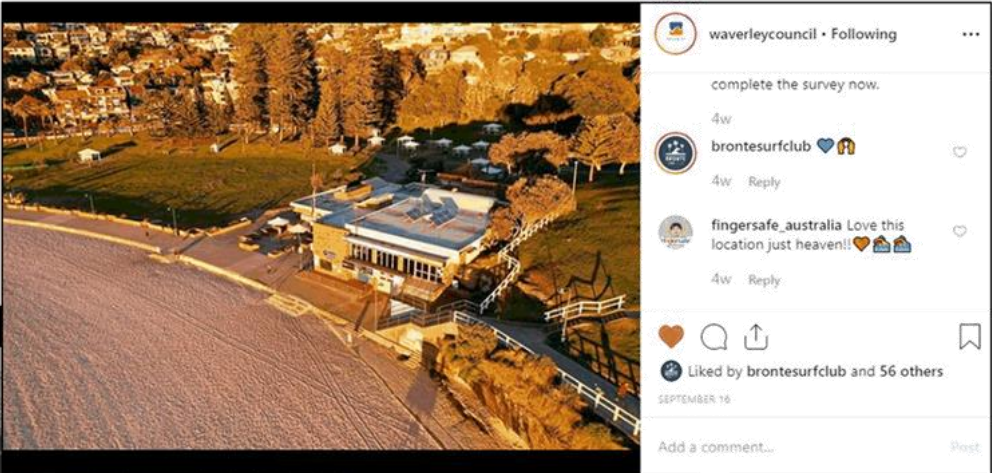 waverleycouncil • Following
complete the survey now.
4w
brontesurfclub 💙🙌
4w Reply
fingersafe_australia Love this
location just heaven!!🧡🏊🏊
4w Reply
Liked by brontesurfclub and 56 others
SEPTEMBER 16
Add a comment... Post